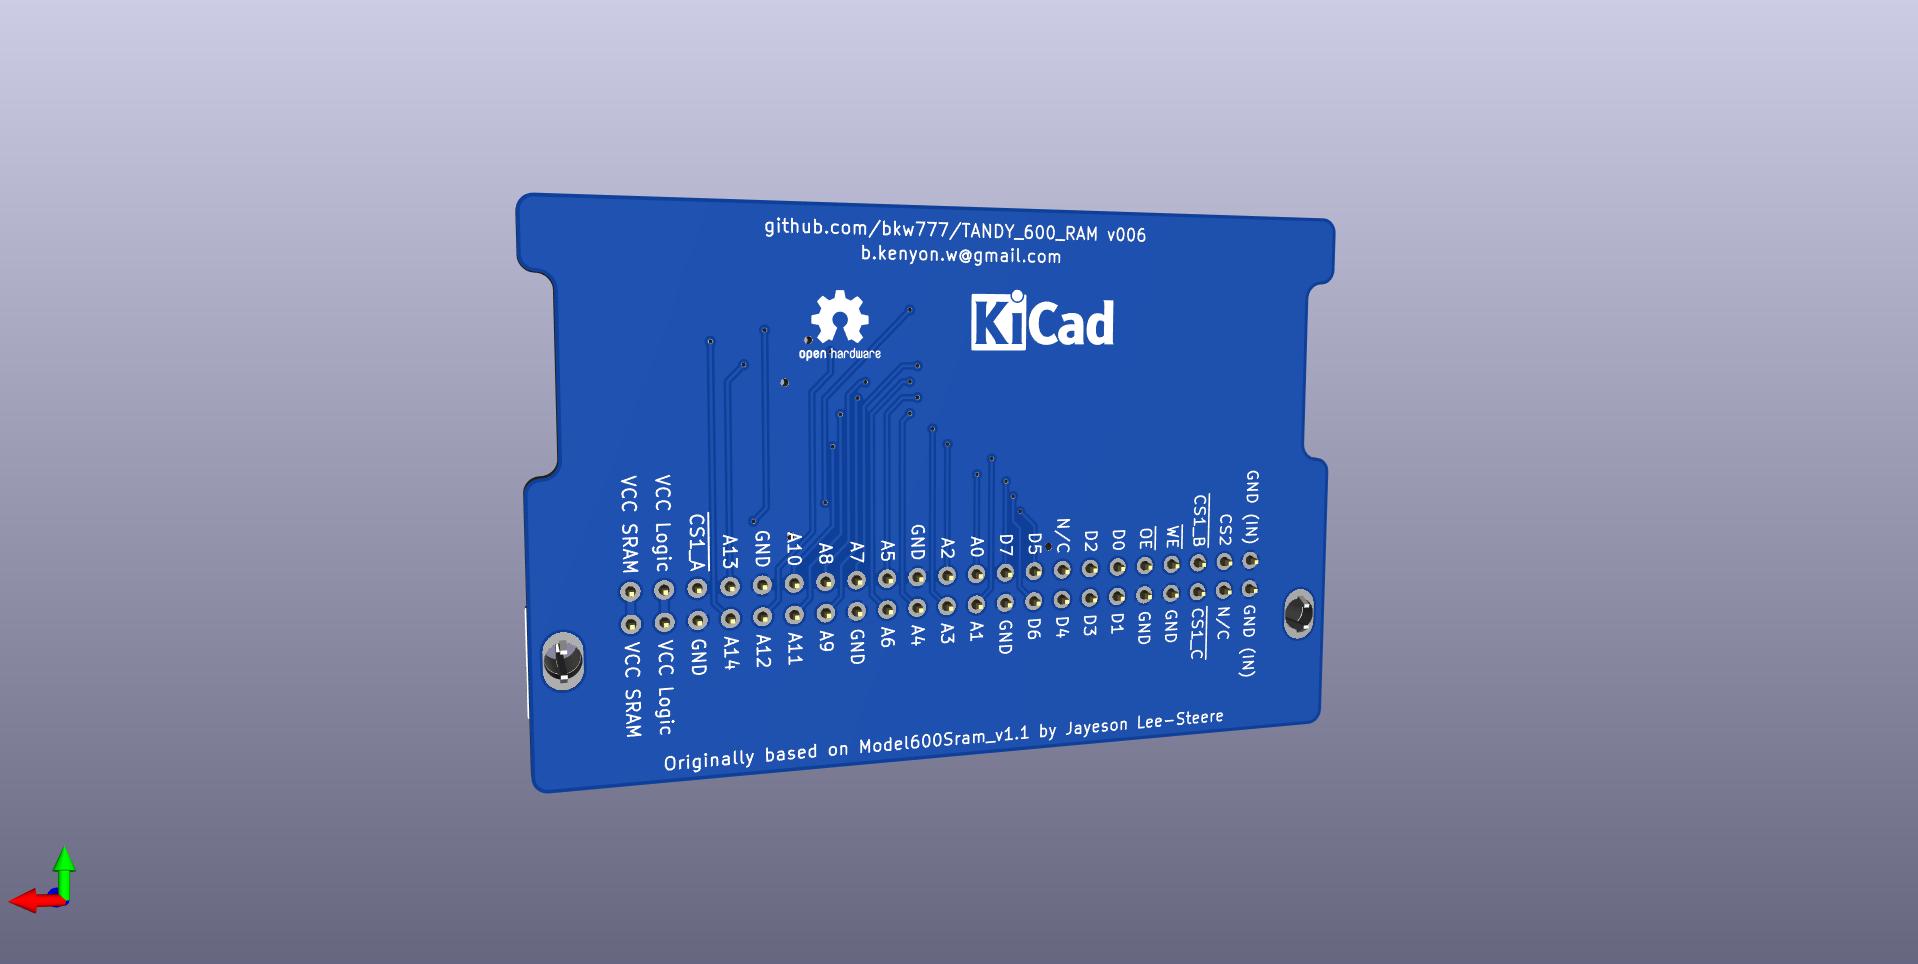 github.com/bkw777/TANDY_600_RAM v006
b.kenyon.w@gmail.com
open hardware
KiCad
VCC SRAM
VCC Logic
CS1_A
A13
GND
A10
A8
A7
A5
GND
A2
A0
D7
D5
N/C
D2
D0
OE
WE
CS1_B
CS2
GND (IN)
VCC SRAM
VCC Logic
GND
A14
A12
A11
A9
GND
A6
A4
A3
A1
GND
D6
D4
D3
D1
GND
GND
CS1_C
N/C
GND (IN)
Originally based on Model600Sram_v1.1 by Jayeson Lee-Steere